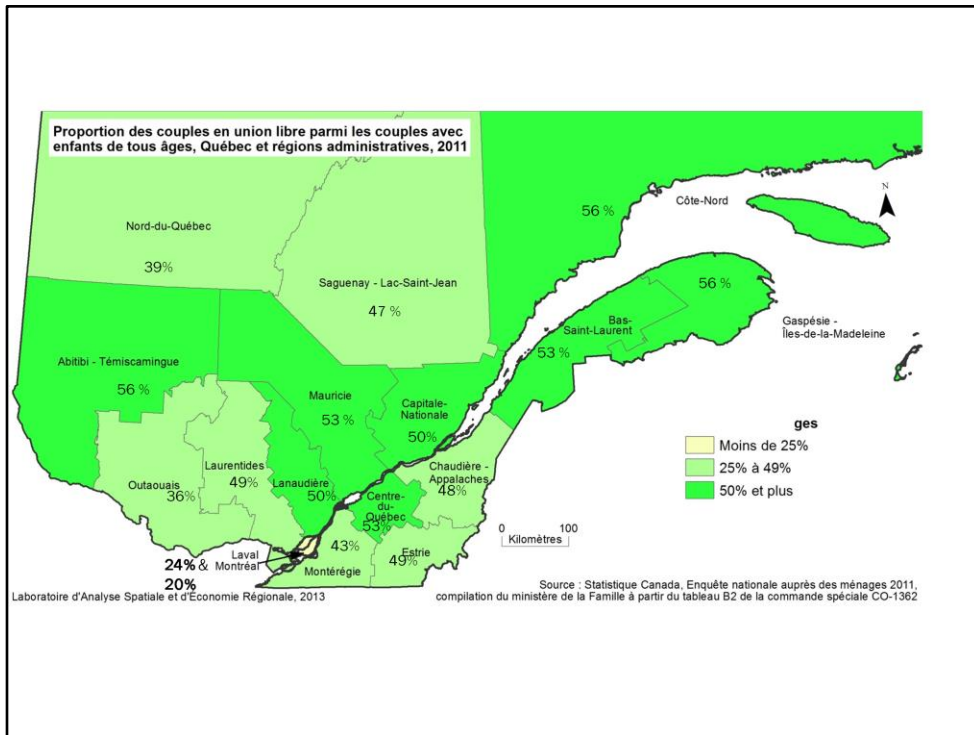 Proportion des couples en union libre parmi les couples avec
enfants de tous âges, Québec et régions administratives, 2011
N
Côte-Nord
56 %
Nord-du-Québec
39%
Saguenay - Lac-Saint-Jean
47 %
56 %
Gaspésie -
Îles-de-la-Madeleine
Bas-
Saint-Laurent
53 %
Abitibi - Témiscamingue
56 %
Mauricie
53 %
Capitale-
Nationale
50%
Laurentides
49%
Outaouais
36%
Lanaudière
50%
Chaudière -
Appalaches
48%
Centre-
du-
Québec
53%
Estrie
49%
43%
Montérégie
Laval
Montréal
24% &
20%
ges
Moins de 25%
25% à 49%
50% et plus
0 100
Kilomètres
Laboratoire d'Analyse Spatiale et d'Économie Régionale, 2013
Source : Statistique Canada, Enquête nationale auprès des ménages 2011,
compilation du ministère de la Famille à partir du tableau B2 de la commande spéciale CO-1362